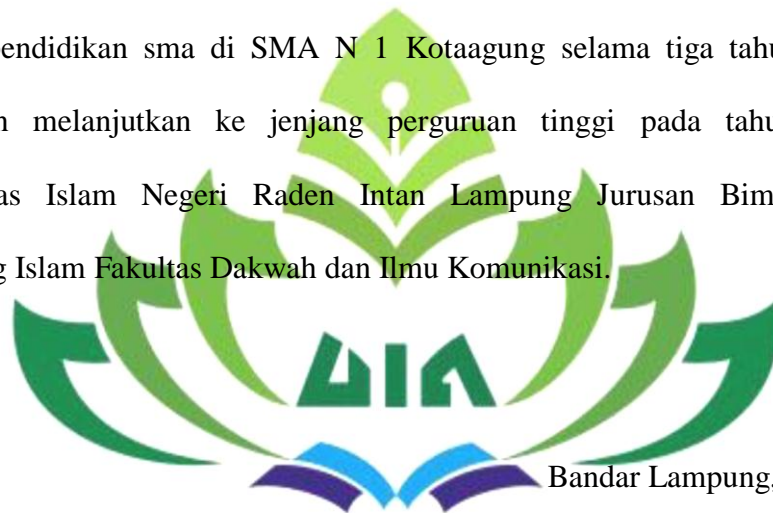 endidikan sma di SMA N 1 Kotaagung selama tiga tahu
melanjutkan ke jenjang perguruan tinggi pada tahu
as Islam Negeri Raden Intan Lampung Jurusan Bim
Islam Fakultas Dakwah dan Ilmu Komunikasi.
UIN
Bandar Lampung,